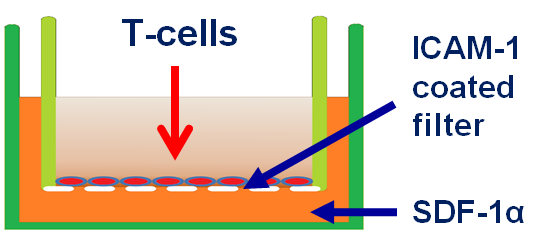 T-cells
ICAM-1
coated
filter
SDF-1α